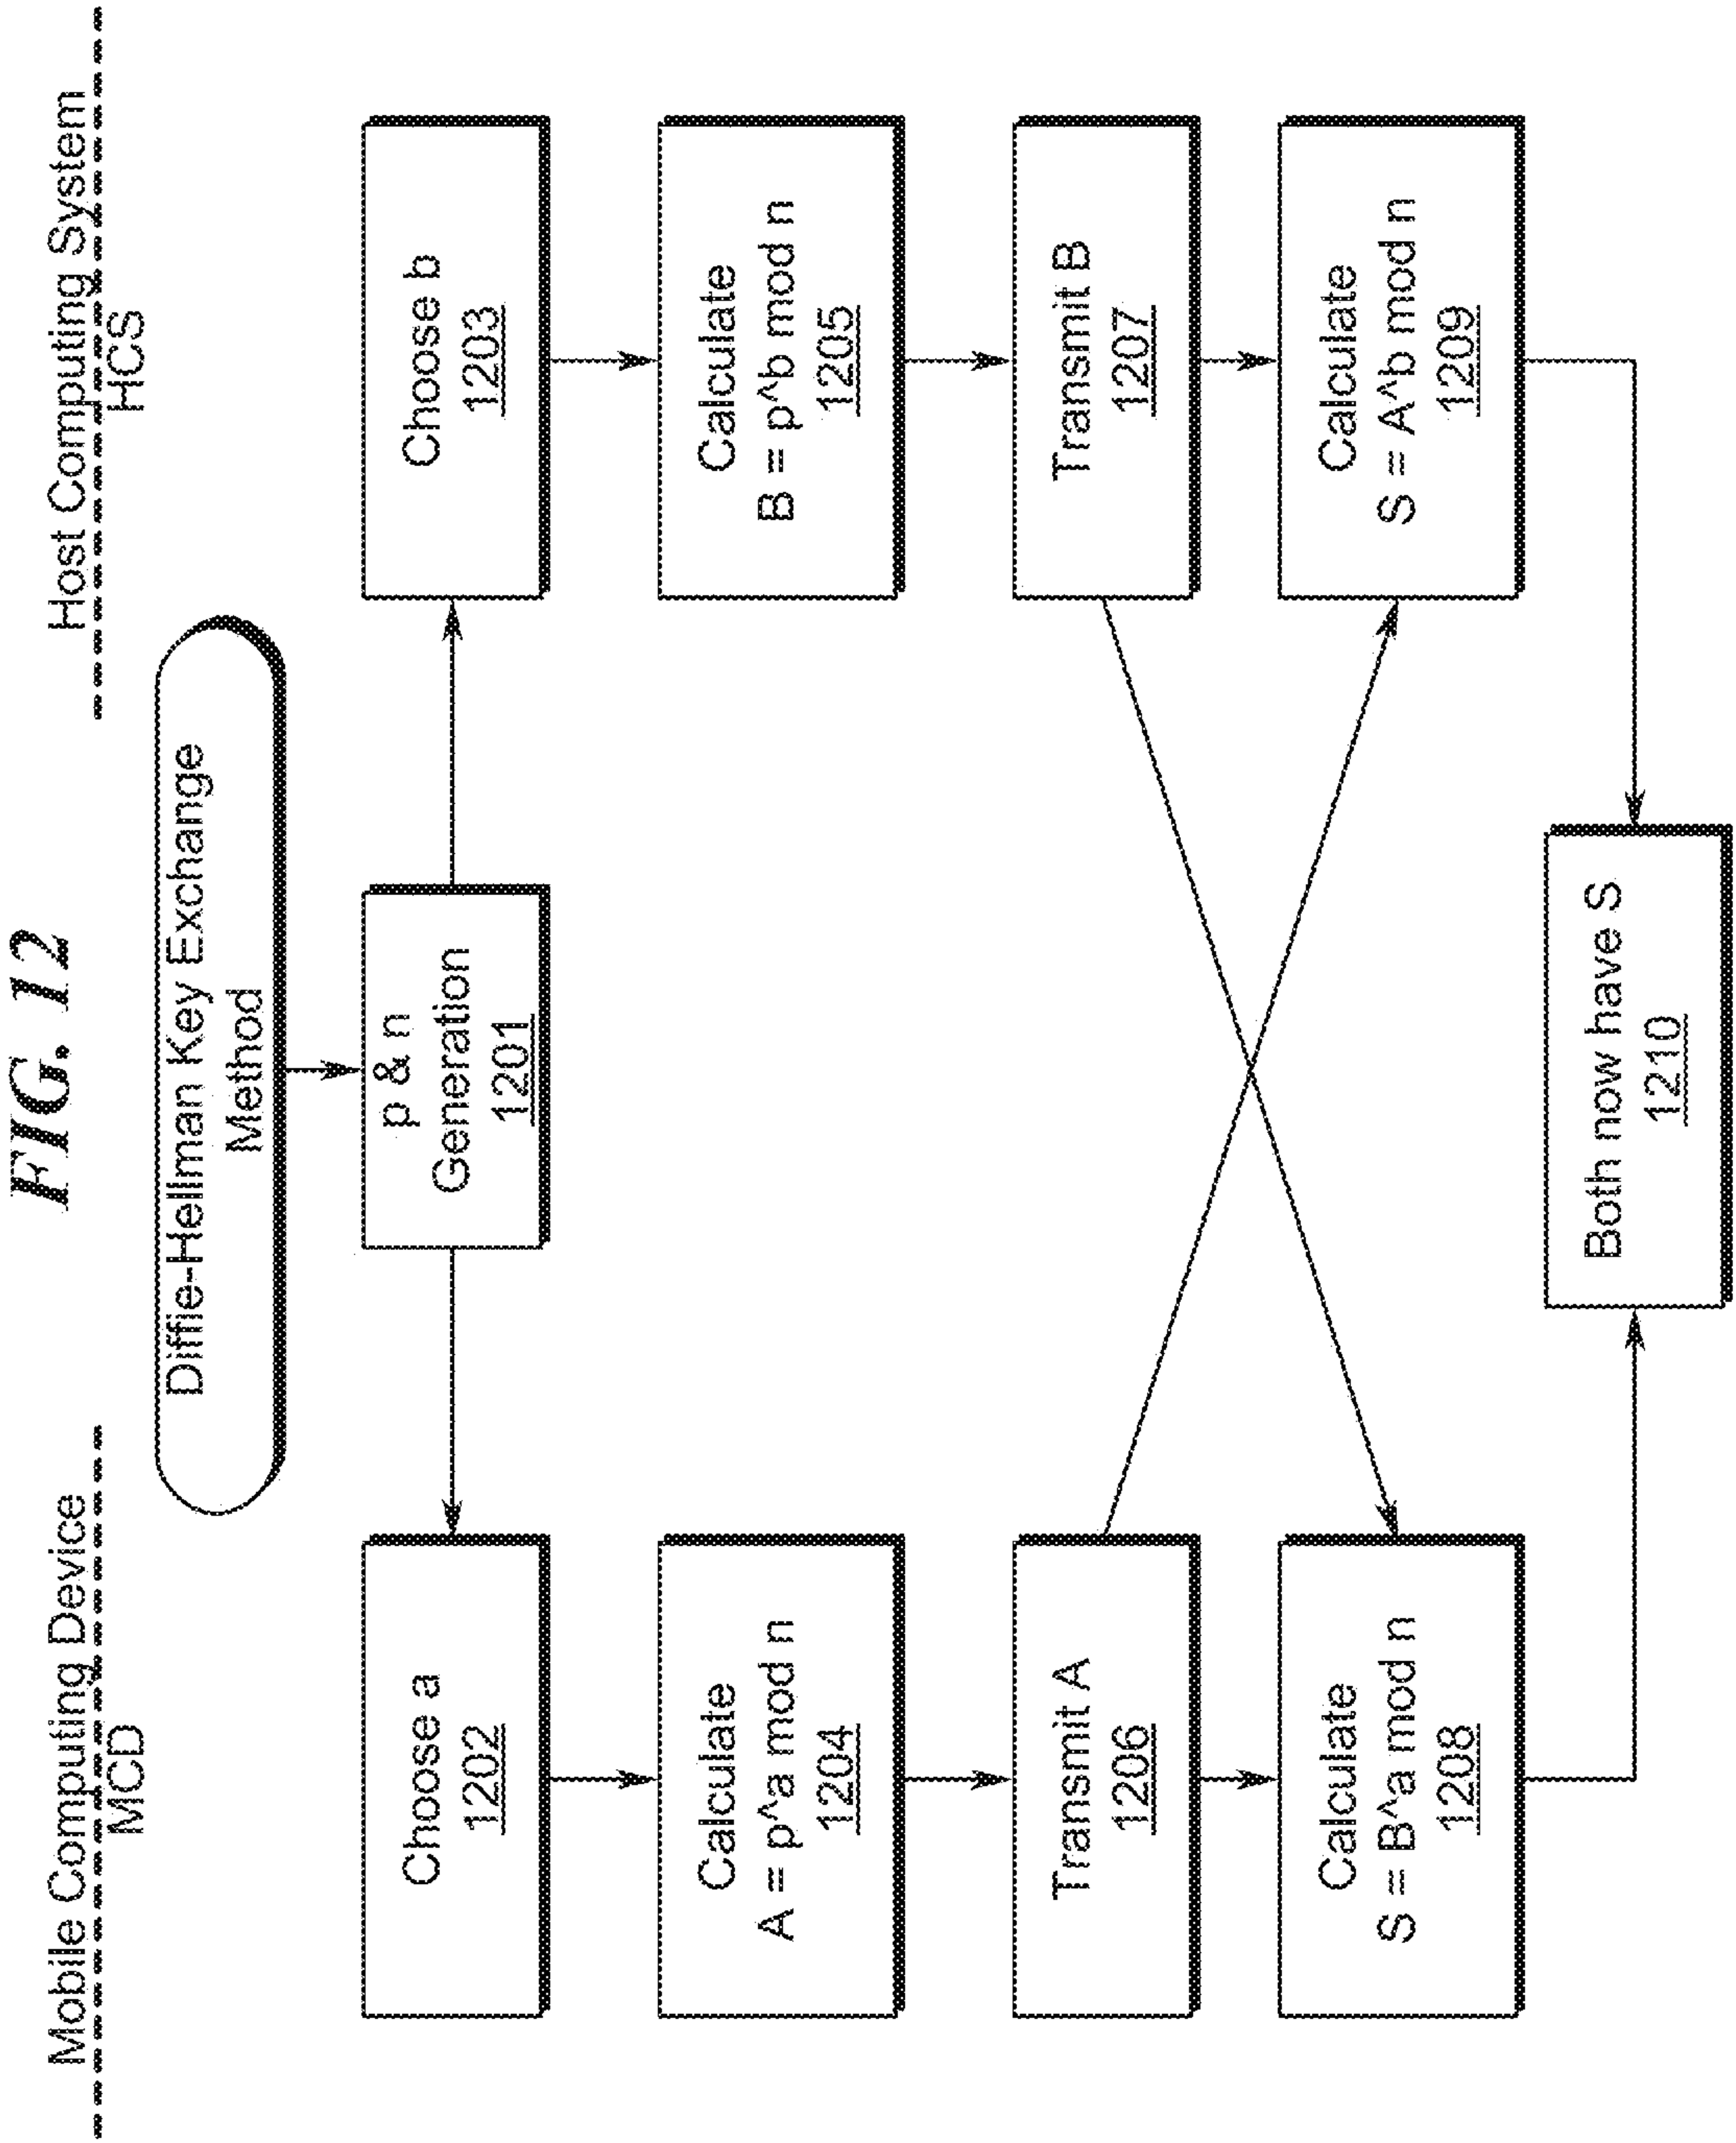 FIG. 12
Mobile Computing Device
MCD
Host Computing System
HCS
Diffie-Hellman Key Exchange
Method
p & n
Generation
1201
Choose a
1202
Choose b
1203
Calculate
A = p^a mod n
1204
Calculate
B = p^b mod n
1205
Transmit A
1206
Transmit B
1207
Calculate
S = B^a mod n
1208
Calculate
S = A^b mod n
1209
Both now have S
1210